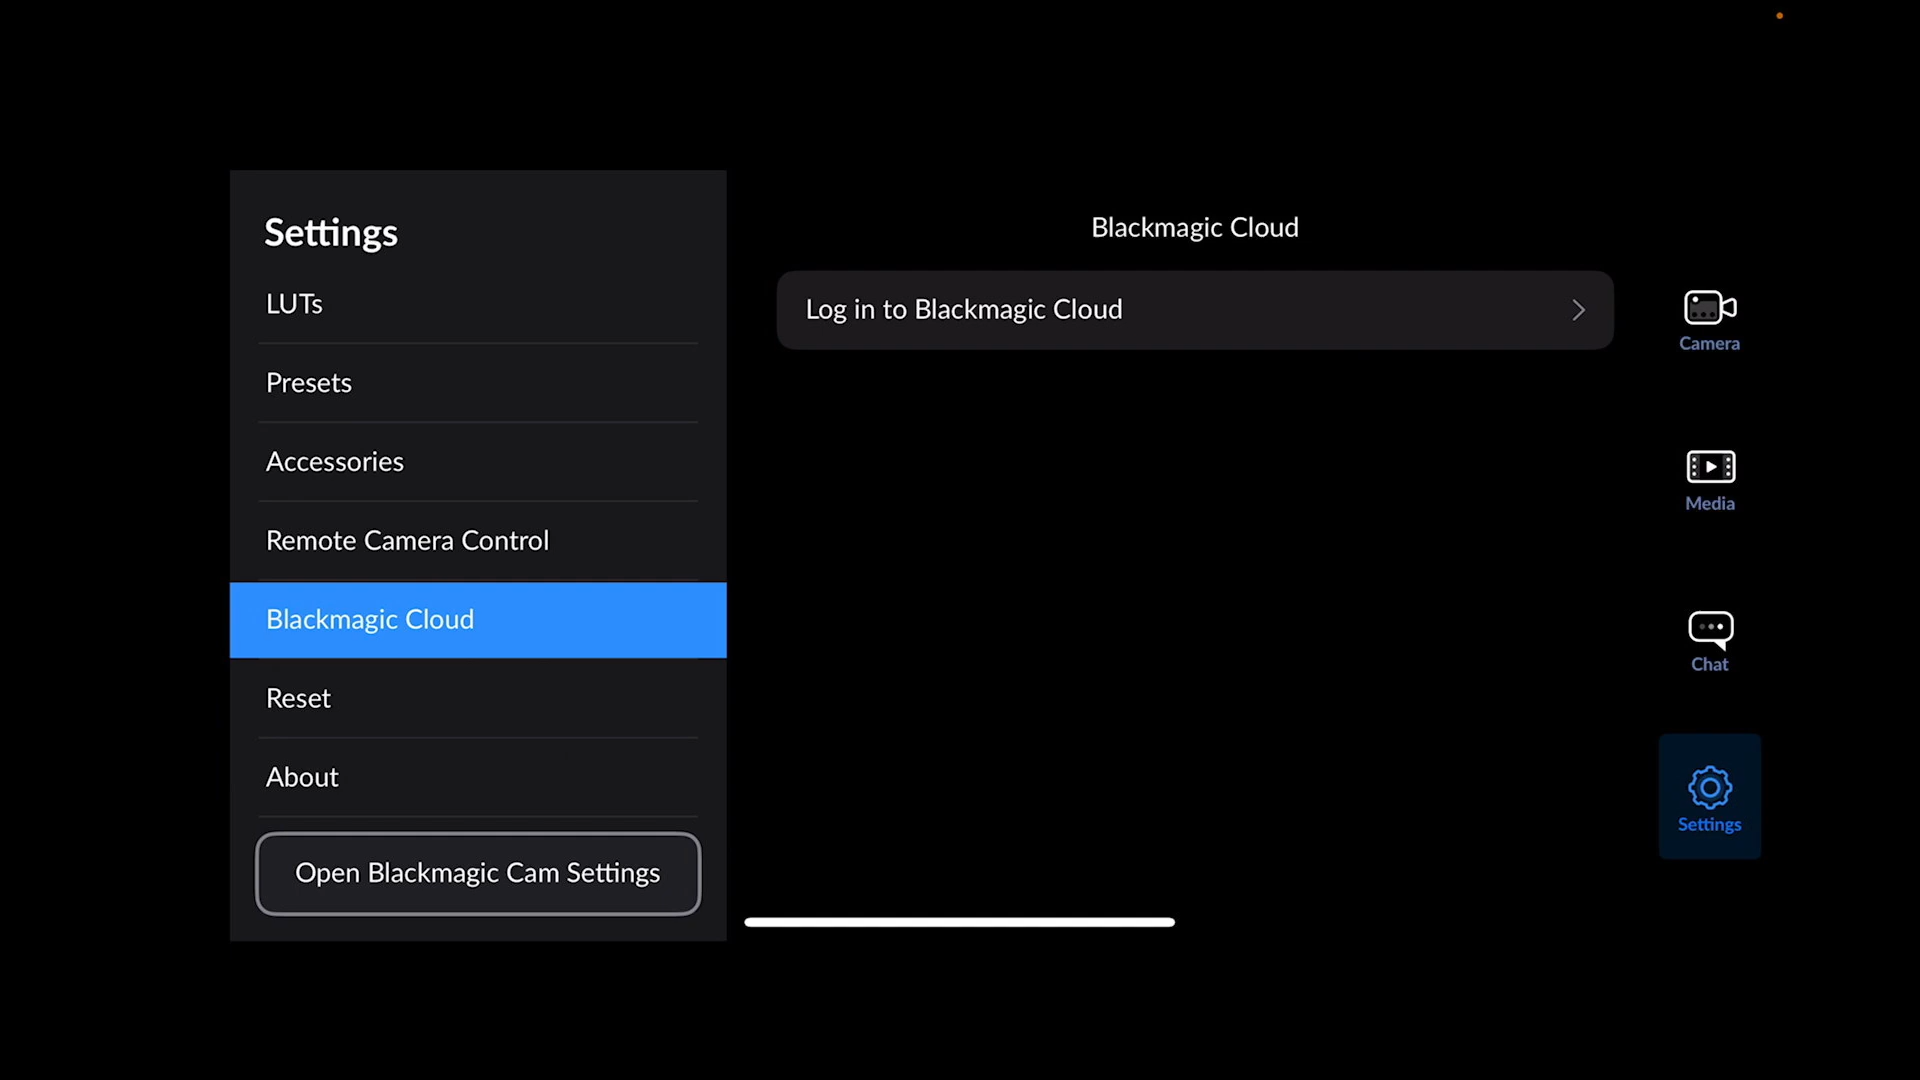 Settings
LUTs
Presets
Accessories
Remote Camera Control
Blackmagic Cloud
Reset
About
Open Blackmagic Cam Settings
Blackmagic Cloud
Log in to Blackmagic Cloud
Camera
Media
Chat
Settings